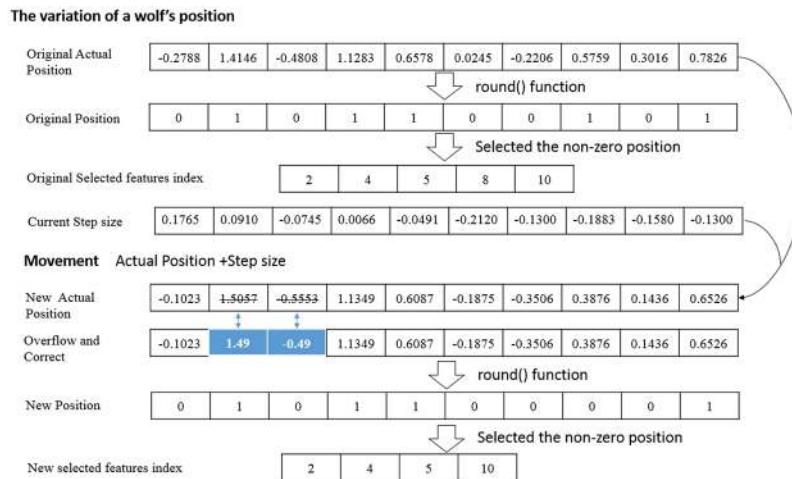 The variation of a wolf's position
Original Actual Position -0.2788 1.4146 -0.4808 1.1283 0.6578 0.0245 -0.2206 0.5759 0.3016 0.7826
round() function
Original Position 0 1 0 1 1 0 0 1 0 1
Selected the non-zero position
Original Selected features index 2 4 5 8 10
Current Step size 0.1765 0.0910 -0.0745 0.0066 -0.0491 -0.2120 -0.1300 -0.1883 -0.1580 -0.1300
Movement Actual Position +Step size
New Actual Position -0.1023 1.5057 -0.5553 1.1349 0.6087 -0.1875 -0.3506 0.3876 0.1436 0.6526
Overflow and Correct -0.1023 1.49 -0.49 1.1349 0.6087 -0.1875 -0.3506 0.3876 0.1436 0.6526
round() function
New Position 0 1 0 1 1 0 0 0 0 1
Selected the non-zero position
New selected features index 2 4 5 10